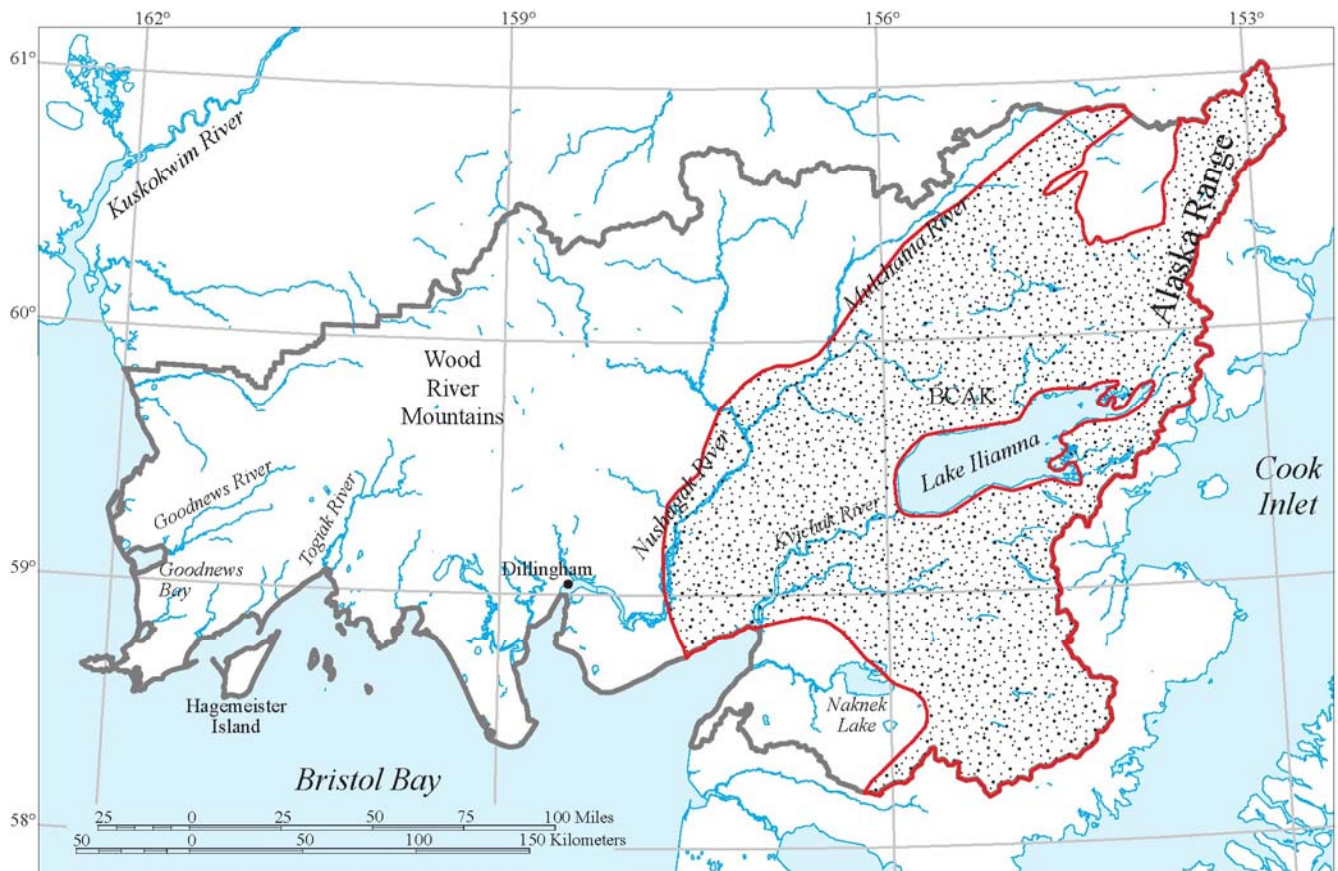 162°
159°
156°
153°
61°
60°
59°
58°
Kuskokwim River
Mulchatna River
Alaska Range
Wood
River
Mountains
BCAK
Lake Iliamna
Nushagak River
Kvichak River
Goodnews River
Togiak River
Goodnews
Bay
Dillingham
Cook
Inlet
Hagemeister
Island
Naknek
Lake
Bristol Bay
25 0 25 50 75 100 Miles
50 0 50 100 150 Kilometers